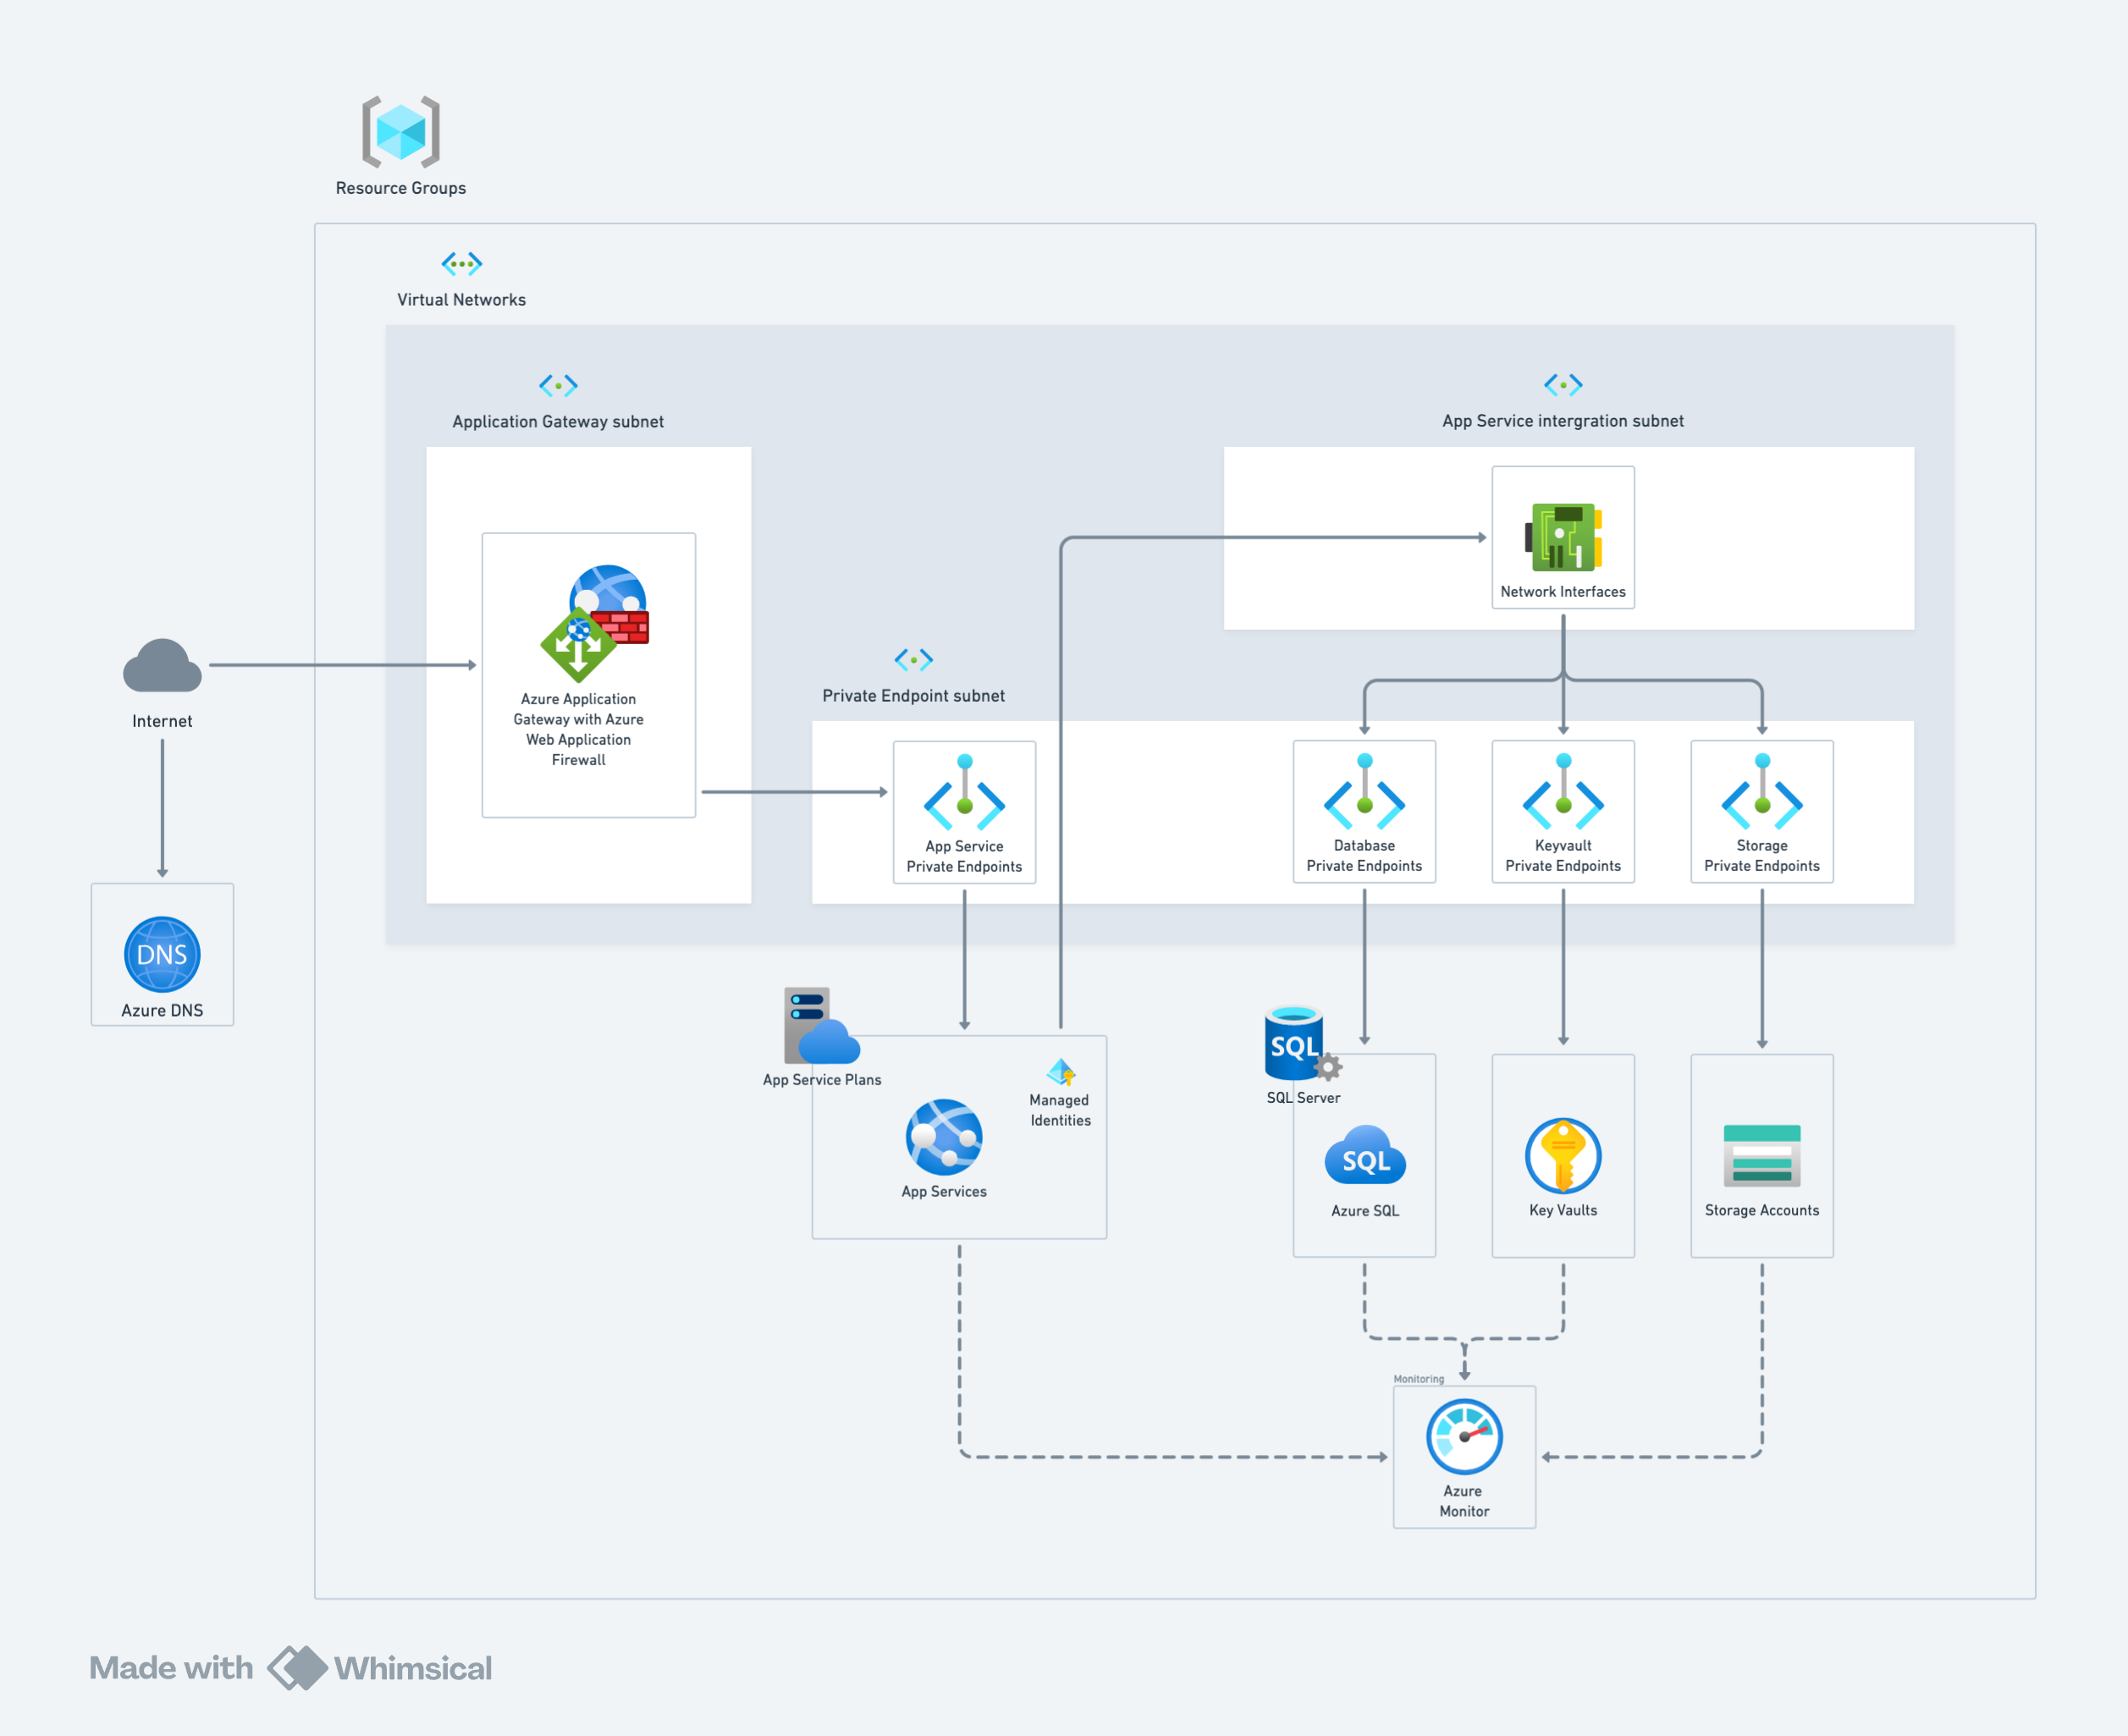 Resource Groups
Virtual Networks
Application Gateway subnet
App Service intergration subnet
Network Interfaces
Azure Application
Gateway with Azure
Web Application
Firewall
Internet
Private Endpoint subnet
App Service
Private Endpoints
Database
Private Endpoints
Keyvault
Private Endpoints
Storage
Private Endpoints
DNS
Azure DNS
App Service Plans
Managed
Identities
App Services
SQL
SQL Server
SQL
Azure SQL
Key Vaults
Storage Accounts
Monitoring
Azure
Monitor
Made with Whimsical